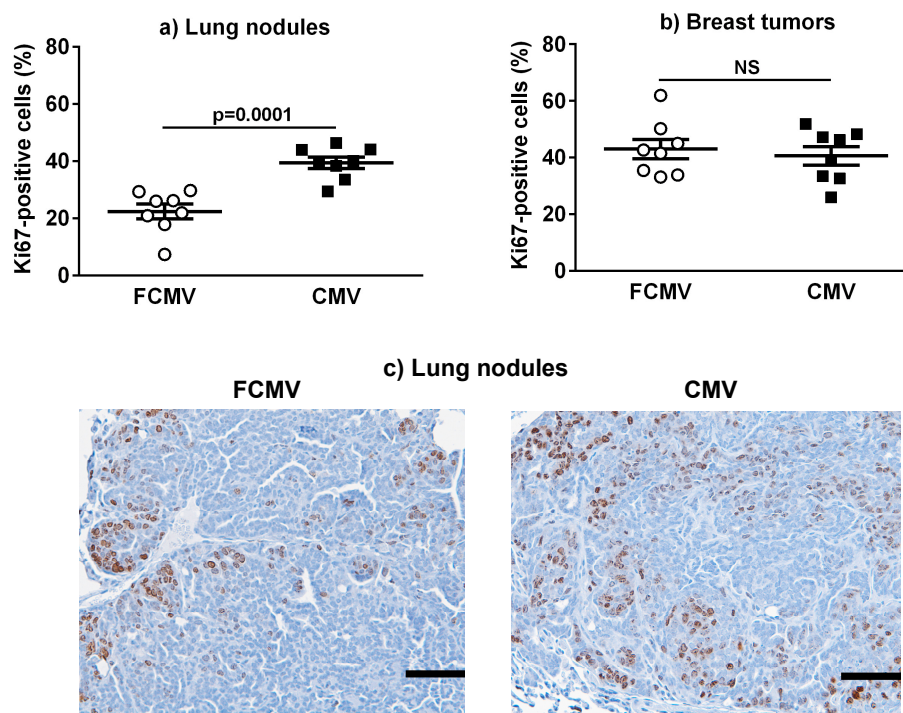 a) Lung nodules
Ki67-positive cells (%)
80
60
40
20
0
p=0.0001
FCMV
CMV
b) Breast tumors
Ki67-positive cells (%)
80
60
40
20
0
NS
FCMV
CMV
c) Lung nodules
FCMV
CMV